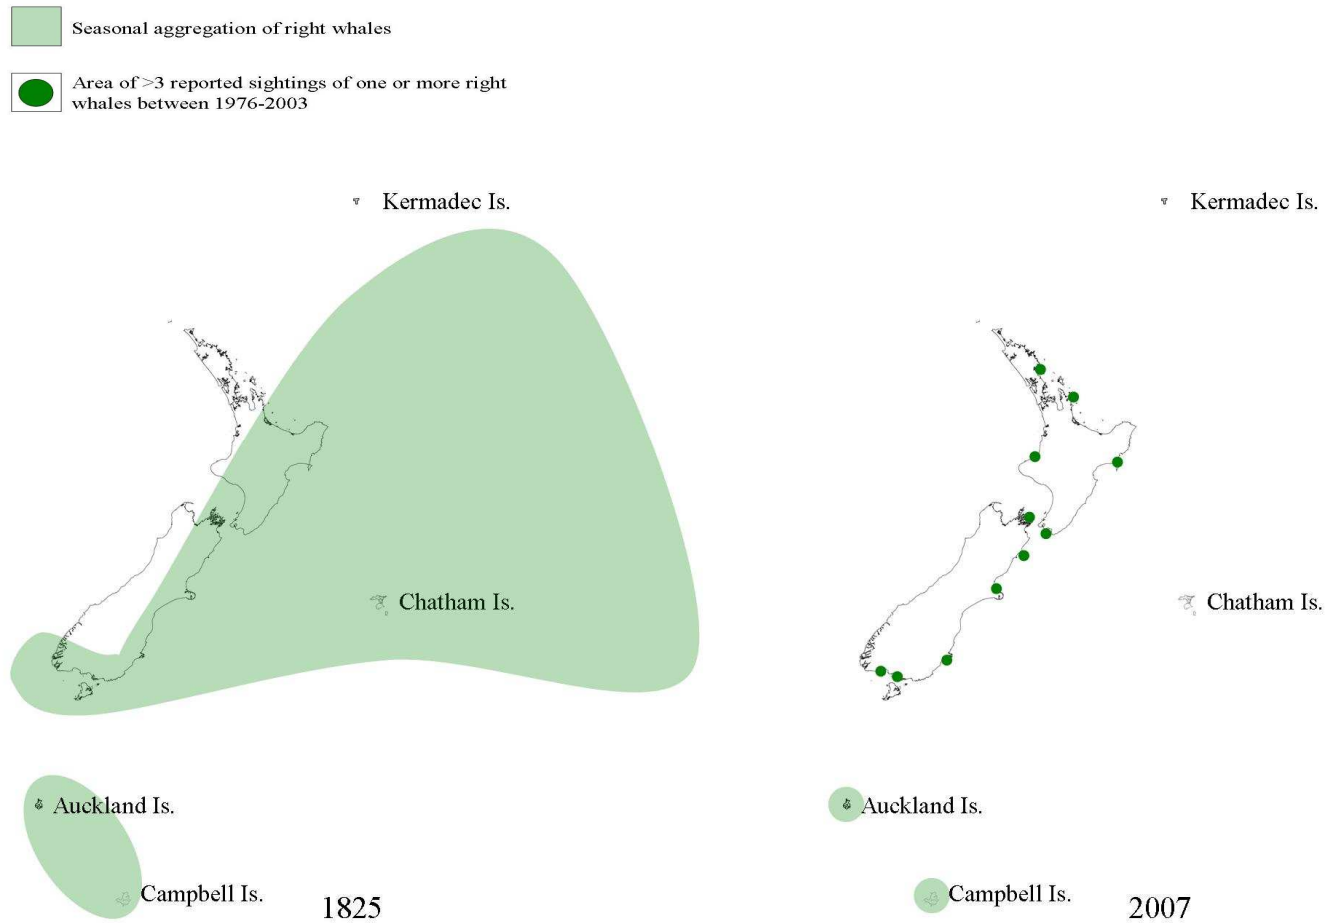 Seasonal aggregation of right whales
Area of >3 reported sightings of one or more right
whales between 1976-2003
Kermadec Is.
Kermadec Is.
Chatham Is.
Chatham Is.
Auckland Is.
Auckland Is.
Campbell Is.
1825
Campbell Is.
2007